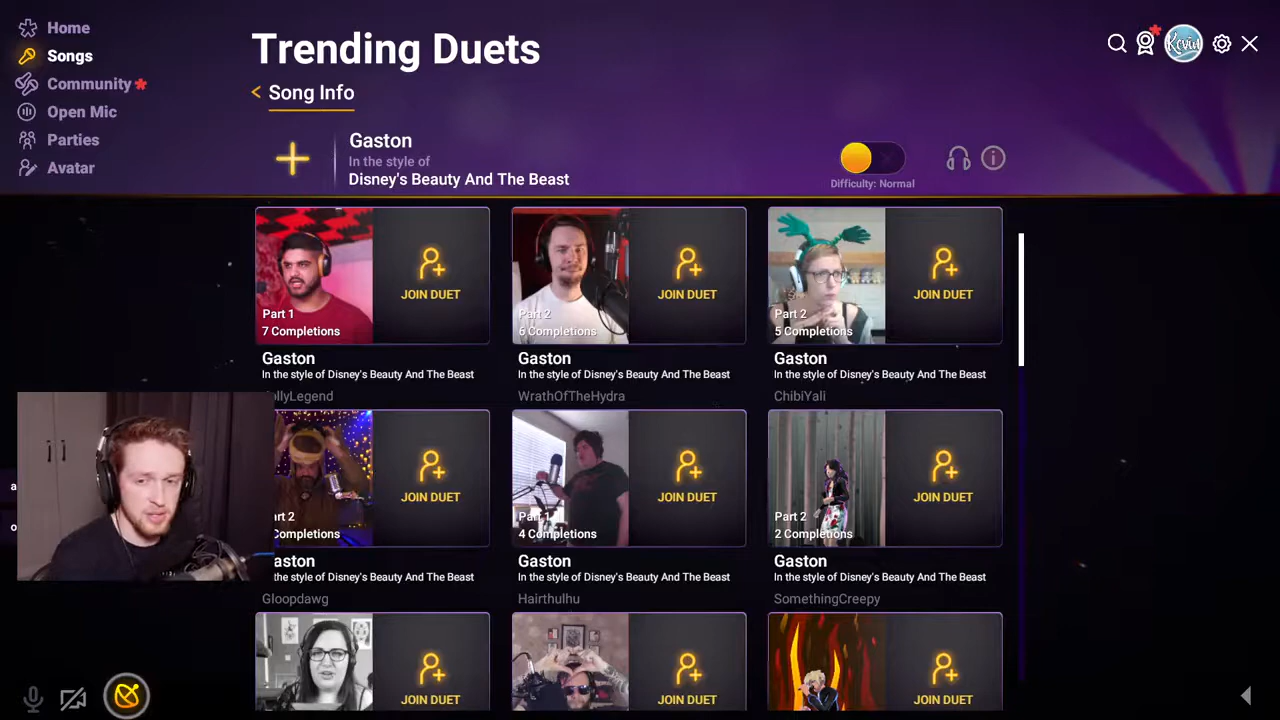 Home
Songs
Community
Open Mic
Parties
Avatar
Trending Duets
Kevin
< Song Info
Gaston
In the style of
Disney's Beauty And The Beast
Difficulty: Normal
JOIN DUET
Part 1
7 Completions
JOIN DUET
Part 2
6 Completions
JOIN DUET
Part 2
5 Completions
Gaston
In the style of Disney's Beauty And The Beast
Gaston
In the style of Disney's Beauty And The Beast
WrathOfTheHydra
Gaston
In the style of Disney's Beauty And The Beast
ChibiYali
JOIN DUET
art 2
Completions
JOIN DUET
Part 1
4 Completions
JOIN DUET
Part 2
2 Completions
aston
the style of Disney's Beauty And The Beast
Gloopdawg
Gaston
In the style of Disney's Beauty And The Beast
Hairthulhu
Gaston
In the style of Disney's Beauty And The Beast
SomethingCreepy
JOIN DUET
JOIN DUET
JOIN DUET